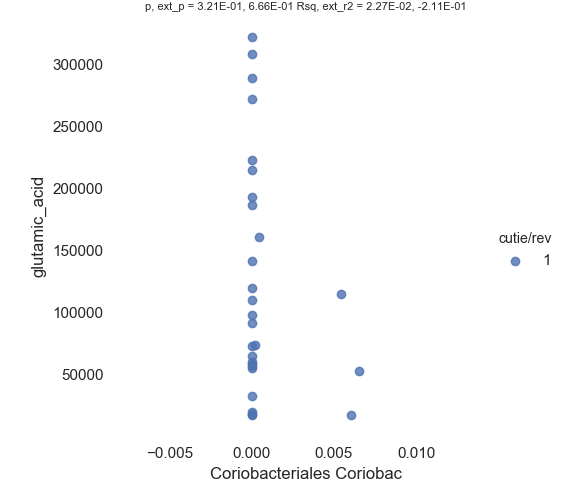 p, ext_p = 3.21E-01, 6.66E-01 Rsq, ext_r2 = 2.27E-02, -2.11E-01
300000
250000
200000
150000
100000
50000
glutamic_acid
cutie/rev
1
−0.005
0.000
0.005
0.010
Coriobacteriales Coriobac